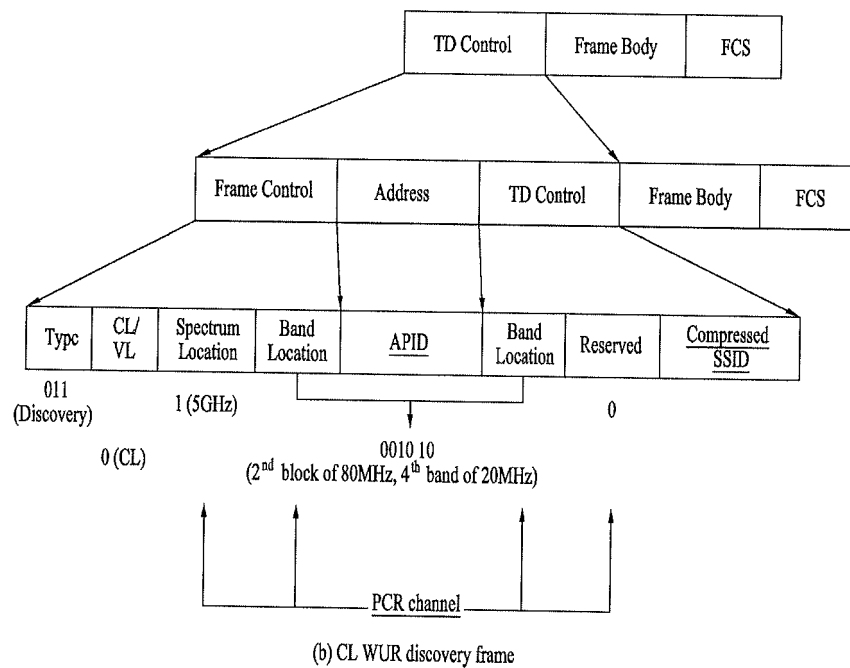 TD Control Frame Body FCS
Frame Control Address TD Control Frame Body FCS
Type CL/VL Spectrum Location Band Location APID Band Location Reserved Compressed SSID
011 (Discovery)
1 (5GHz)
0
0 (CL)
0010 10
(2nd block of 80MHz, 4th band of 20MHz)
PCR channel
(b) CL WUR discovery frame